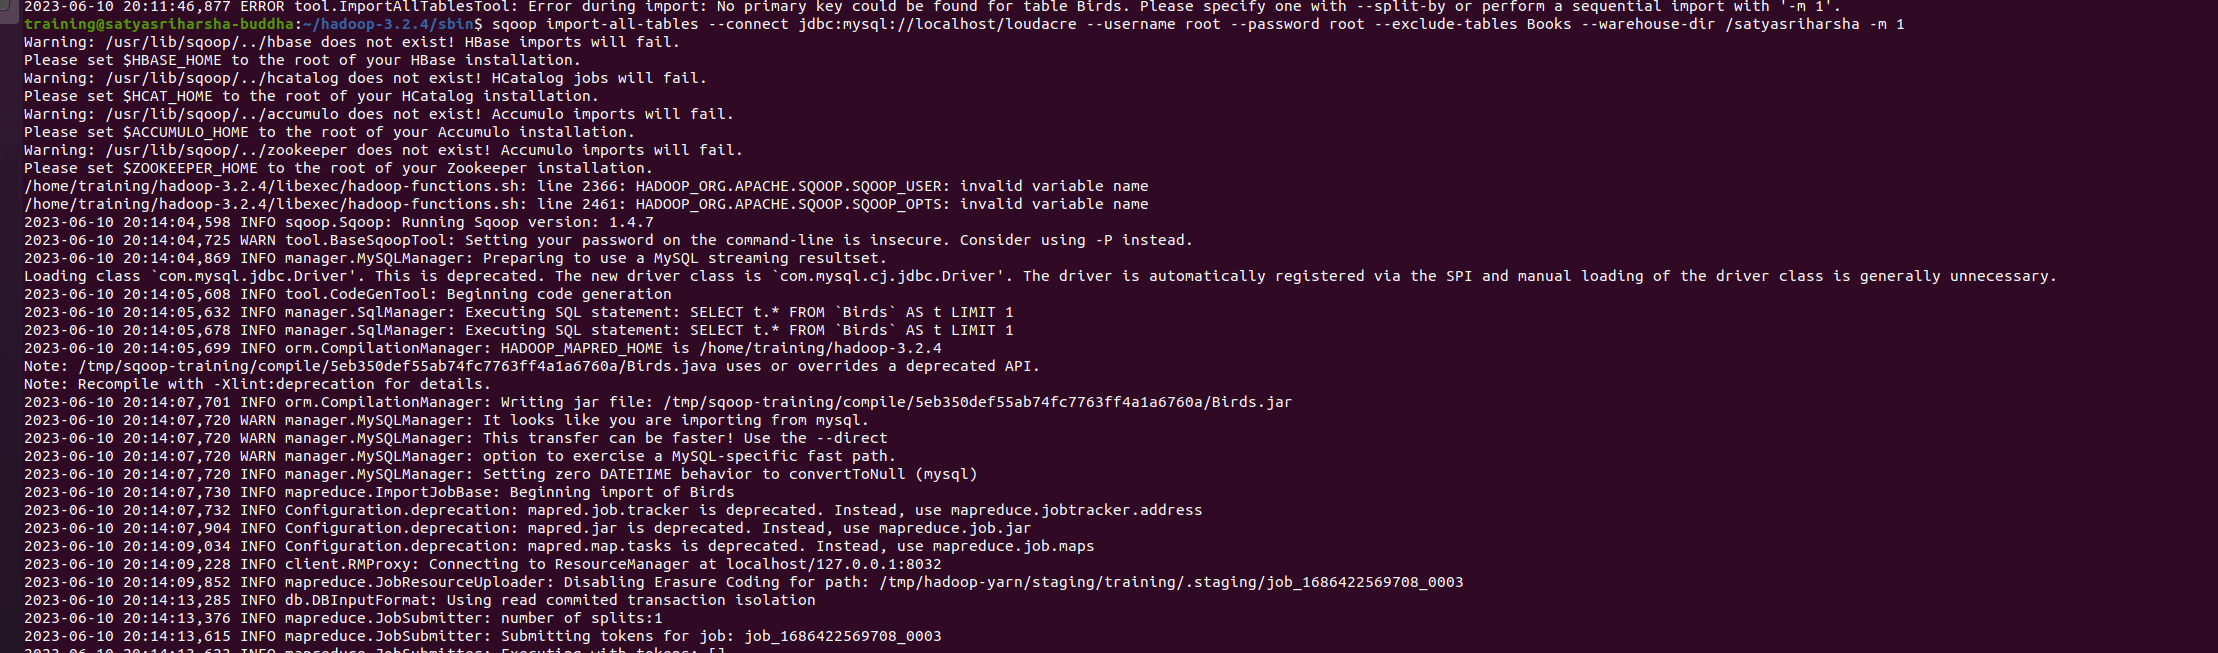 2023-06-10 20:11:46,877 ERROR tool.ImportAllTablesTool: Error during import: No primary key could be found for table Birds. Please specify one with --split-by or perform a sequential import with '-m 1'.
training@satyasriharsha-buddha:~/hadoop-3.2.4/sbin$ sqoop import-all-tables --connect jdbc:mysql://localhost/loudacre --username root --password root --exclude-tables Books --warehouse-dir /satyasriharsha -m 1
Warning: /usr/lib/sqoop/../hbase does not exist! HBase imports will fail.
Please set $HBASE_HOME to the root of your HBase installation.
Warning: /usr/lib/sqoop/../hcatalog does not exist! HCatalog jobs will fail.
Please set $HCAT_HOME to the root of your HCatalog installation.
Warning: /usr/lib/sqoop/../accumulo does not exist! Accumulo imports will fail.
Please set $ACCUMULO_HOME to the root of your Accumulo installation.
Warning: /usr/lib/sqoop/../zookeeper does not exist! Accumulo imports will fail.
Please set $ZOOKEEPER_HOME to the root of your Zookeeper installation.
/home/training/hadoop-3.2.4/libexec/hadoop-functions.sh: line 2366: HADOOP_ORG.APACHE.SQOOP.SQOOP_USER: invalid variable name
/home/training/hadoop-3.2.4/libexec/hadoop-functions.sh: line 2461: HADOOP_ORG.APACHE.SQOOP.SQOOP_OPTS: invalid variable name
2023-06-10 20:14:04,598 INFO sqoop.Sqoop: Running Sqoop version: 1.4.7
2023-06-10 20:14:04,725 WARN tool.BaseSqoopTool: Setting your password on the command-line is insecure. Consider using -P instead.
2023-06-10 20:14:04,869 INFO manager.MySQLManager: Preparing to use a MySQL streaming resultset.
Loading class `com.mysql.jdbc.Driver'. This is deprecated. The new driver class is `com.mysql.cj.jdbc.Driver'. The driver is automatically registered via the SPI and manual loading of the driver class is generally unnecessary.
2023-06-10 20:14:05,608 INFO tool.CodeGenTool: Beginning code generation
2023-06-10 20:14:05,632 INFO manager.SqlManager: Executing SQL statement: SELECT t.* FROM `Birds` AS t LIMIT 1
2023-06-10 20:14:05,678 INFO manager.SqlManager: Executing SQL statement: SELECT t.* FROM `Birds` AS t LIMIT 1
2023-06-10 20:14:05,699 INFO orm.CompilationManager: HADOOP_MAPRED_HOME is /home/training/hadoop-3.2.4
Note: /tmp/sqoop-training/compile/5eb350def55ab74fc7763ff4a1a6760a/Birds.java uses or overrides a deprecated API.
Note: Recompile with -Xlint:deprecation for details.
2023-06-10 20:14:07,701 INFO orm.CompilationManager: Writing jar file: /tmp/sqoop-training/compile/5eb350def55ab74fc7763ff4a1a6760a/Birds.jar
2023-06-10 20:14:07,720 WARN manager.MySQLManager: It looks like you are importing from mysql.
2023-06-10 20:14:07,720 WARN manager.MySQLManager: This transfer can be faster! Use the --direct
2023-06-10 20:14:07,720 WARN manager.MySQLManager: option to exercise a MySQL-specific fast path.
2023-06-10 20:14:07,720 INFO manager.MySQLManager: Setting zero DATETIME behavior to convertToNull (mysql)
2023-06-10 20:14:07,730 INFO mapreduce.ImportJobBase: Beginning import of Birds
2023-06-10 20:14:07,732 INFO Configuration.deprecation: mapred.job.tracker is deprecated. Instead, use mapreduce.jobtracker.address
2023-06-10 20:14:07,904 INFO Configuration.deprecation: mapred.jar is deprecated. Instead, use mapreduce.job.jar
2023-06-10 20:14:09,034 INFO Configuration.deprecation: mapred.map.tasks is deprecated. Instead, use mapreduce.job.maps
2023-06-10 20:14:09,228 INFO client.RMProxy: Connecting to ResourceManager at localhost/127.0.0.1:8032
2023-06-10 20:14:09,852 INFO mapreduce.JobResourceUploader: Disabling Erasure Coding for path: /tmp/hadoop-yarn/staging/training/.staging/job_1686422569708_0003
2023-06-10 20:14:13,285 INFO db.DBInputFormat: Using read commited transaction isolation
2023-06-10 20:14:13,376 INFO mapreduce.JobSubmitter: number of splits:1
2023-06-10 20:14:13,615 INFO mapreduce.JobSubmitter: Submitting tokens for job: job_1686422569708_0003
2023-06-10 20:14:13,623 INFO mapreduce.JobSubmitter: Executing with tokens: []